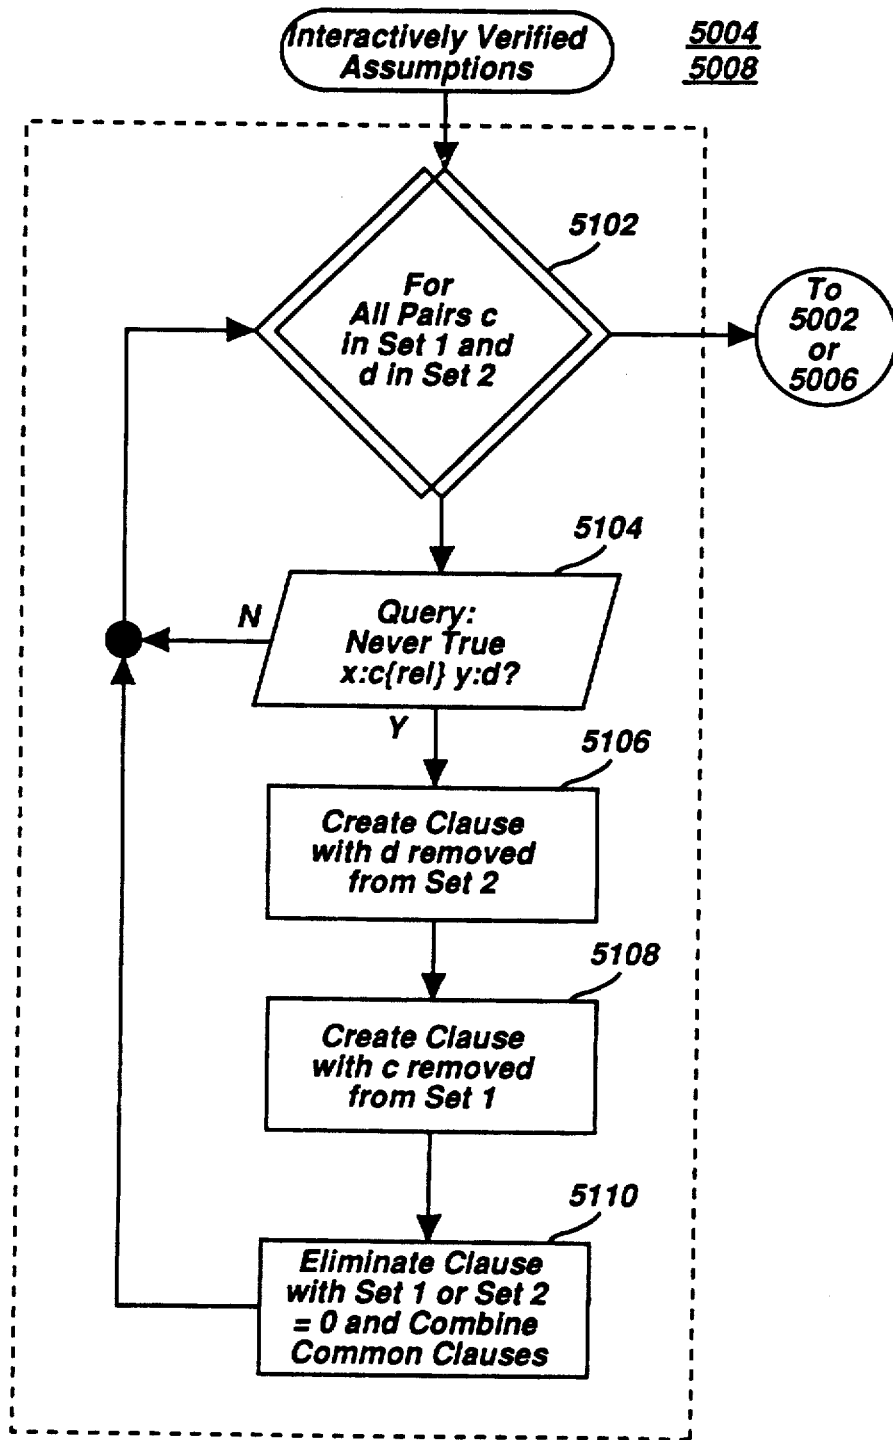 Interactively Verified
Assumptions
5004
5008
5102
For
All Pairs c
in Set 1 and
d in Set 2
To
5002
or
5006
5104
Query:
Never True
x:c{rel} y:d?
N
Y
5106
Create Clause
with d removed
from Set 2
5108
Create Clause
with c removed
from Set 1
5110
Eliminate Clause
with Set 1 or Set 2
= 0 and Combine
Common Clauses